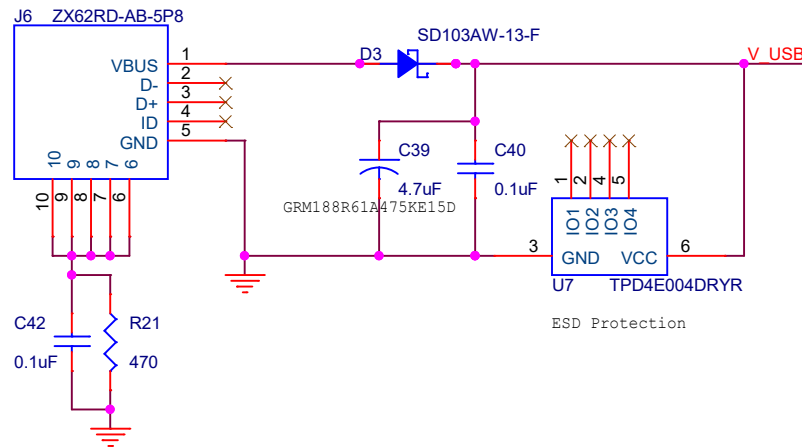 J6 ZX62RD-AB-5P8
VBUS 1
D- 2
D+ 3
ID 4
GND 5
10 9 8 7 6
10 9 8 7 6
D3
SD103AW-13-F
V_USB
C39
4.7uF
GRM188R61A475KE15D
C40
0.1uF
1 2 4 5
IO1 IO2 IO3 IO4
3 GND VCC 6
U7 TPD4E004DRYR
ESD Protection
C42
0.1uF
R21
470